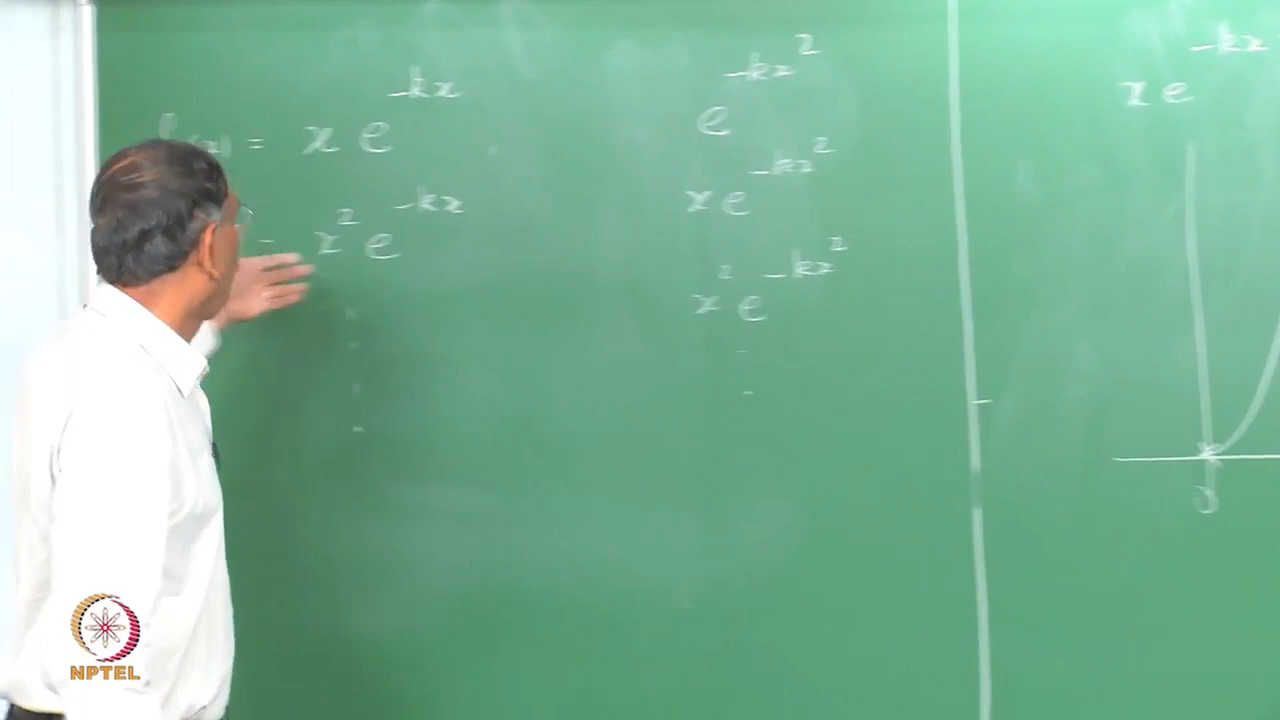 f(x) = x e^{-kx}
= x^2 e^{-kx}
e^{-kx^2}
x e^{-kx^2}
x^2 e^{-kx^2}
x e^{-kx}
0
NPTEL